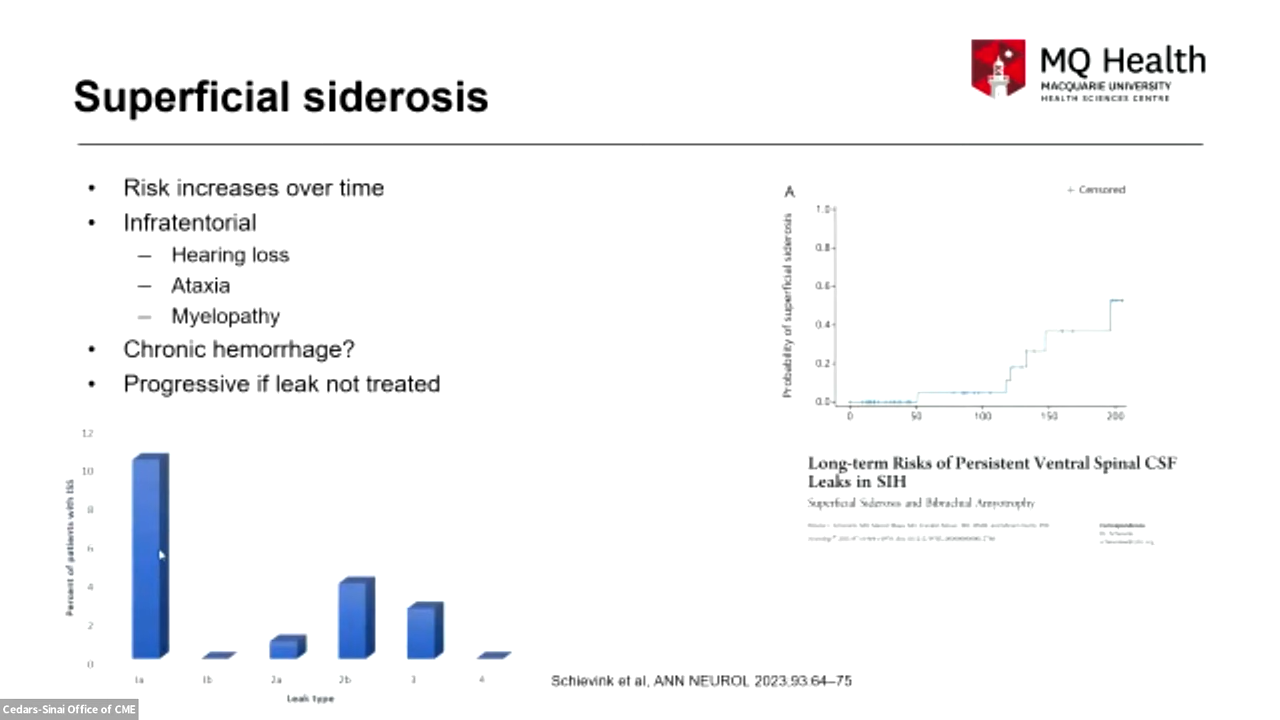 Superficial siderosis
MQ Health
MACQUARIE UNIVERSITY
HEALTH SCIENCES CENTRE
• Risk increases over time
• Infratentorial
– Hearing loss
– Ataxia
– Myelopathy
• Chronic hemorrhage?
• Progressive if leak not treated
12
10
8
6
4
2
0
Percent of patients with ISS
1a 1b 2a 2b 3 4
Leak type
A
+ Censored
Probability of superficial siderosis
1.0
0.8
0.6
0.4
0.2
0.0
0 50 100 150 200
Long-term Risks of Persistent Ventral Spinal CSF
Leaks in SIH
Superficial Siderosis and Bibrachial Amyotrophy
Correspondence
Schievink et al, ANN NEUROL 2023;93:64–75
Cedars-Sinai Office of CME